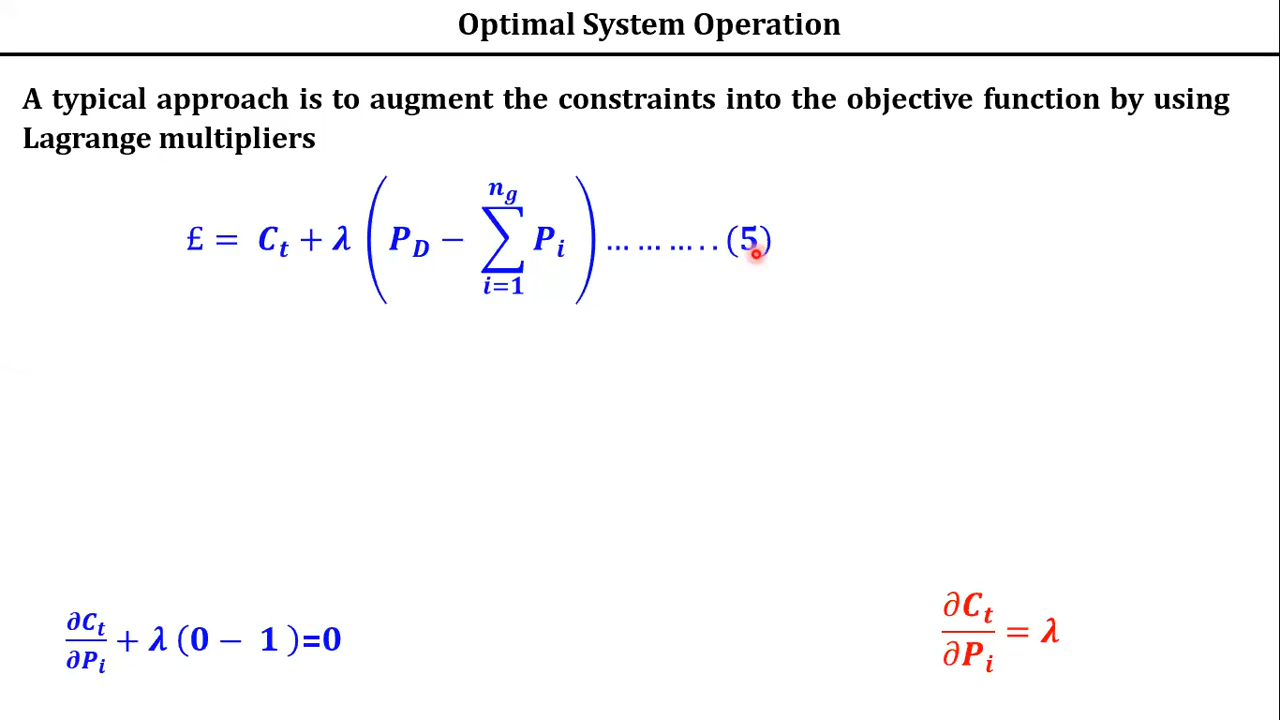 Optimal System Operation
A typical approach is to augment the constraints into the objective function by using
Lagrange multipliers
£ = C_t + λ ( P_D − ∑_{i=1}^{n_g} P_i ) … … … . . (5)
∂C_t/∂P_i + λ (0 − 1 )=0
∂C_t/∂P_i = λ